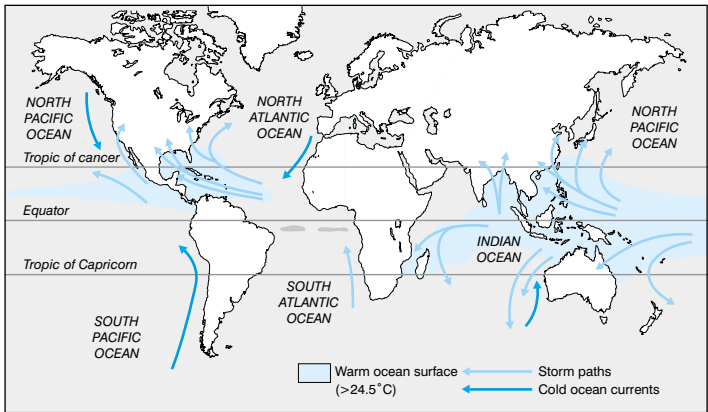 NORTH
PACIFIC
OCEAN
NORTH
ATLANTIC
OCEAN
NORTH
PACIFIC
OCEAN
Tropic of cancer
Equator
INDIAN
OCEAN
Tropic of Capricorn
SOUTH
ATLANTIC
OCEAN
SOUTH
PACIFIC
OCEAN
Warm ocean surface
(>24.5˚C)
Storm paths
Cold ocean currents